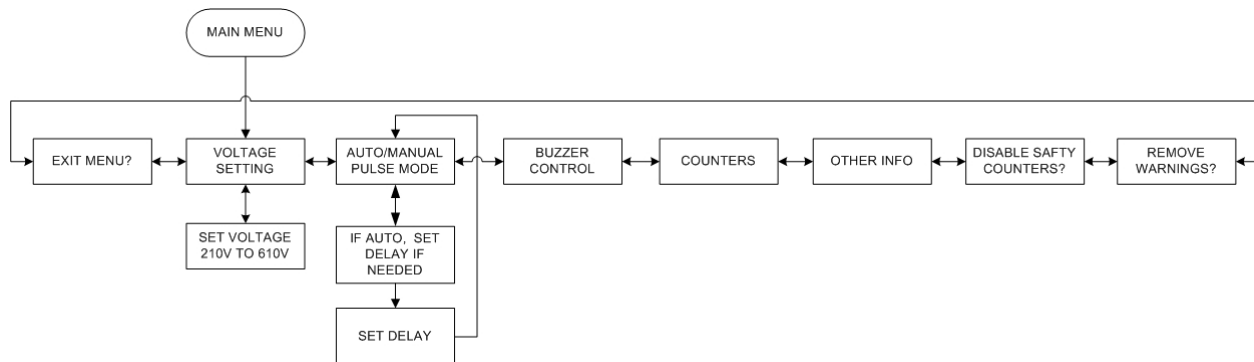 MAIN MENU
EXIT MENU?
VOLTAGE
SETTING
AUTO/MANUAL
PULSE MODE
BUZZER
CONTROL
COUNTERS
OTHER INFO
DISABLE SAFTY
COUNTERS?
REMOVE
WARNINGS?
SET VOLTAGE
210V TO 610V
IF AUTO, SET
DELAY IF
NEEDED
SET DELAY